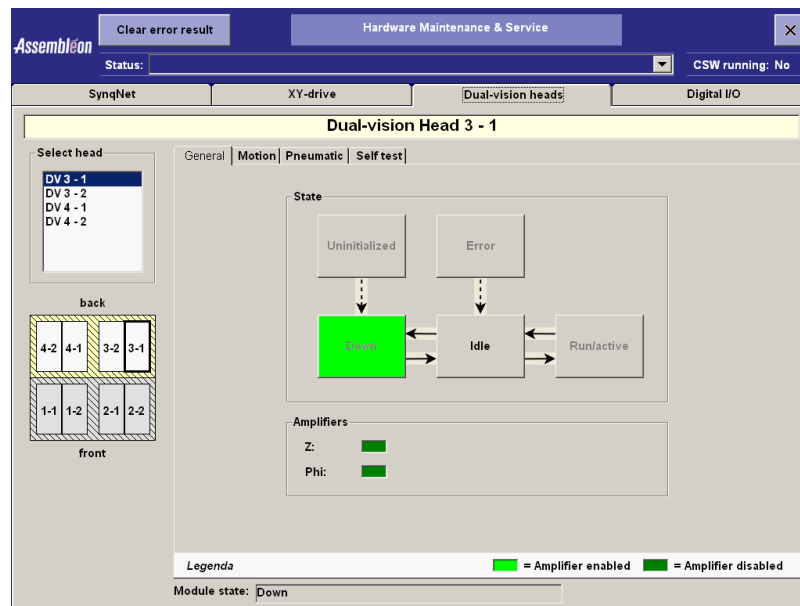 Assembléon
Clear error result
Hardware Maintenance & Service
Status:
CSW running: No
SynqNet
XY-drive
Dual-vision heads
Digital I/O
Dual-vision Head 3 - 1
Select head
DV 3 - 1
DV 3 - 2
DV 4 - 1
DV 4 - 2
General
Motion
Pneumatic
Self test
State
Uninitialized
Error
Down
Idle
Run/active
back
4-2
4-1
3-2
3-1
1-1
1-2
2-1
2-2
front
Amplifiers
Z:
Phi:
Legenda
= Amplifier enabled
= Amplifier disabled
Module state: Down